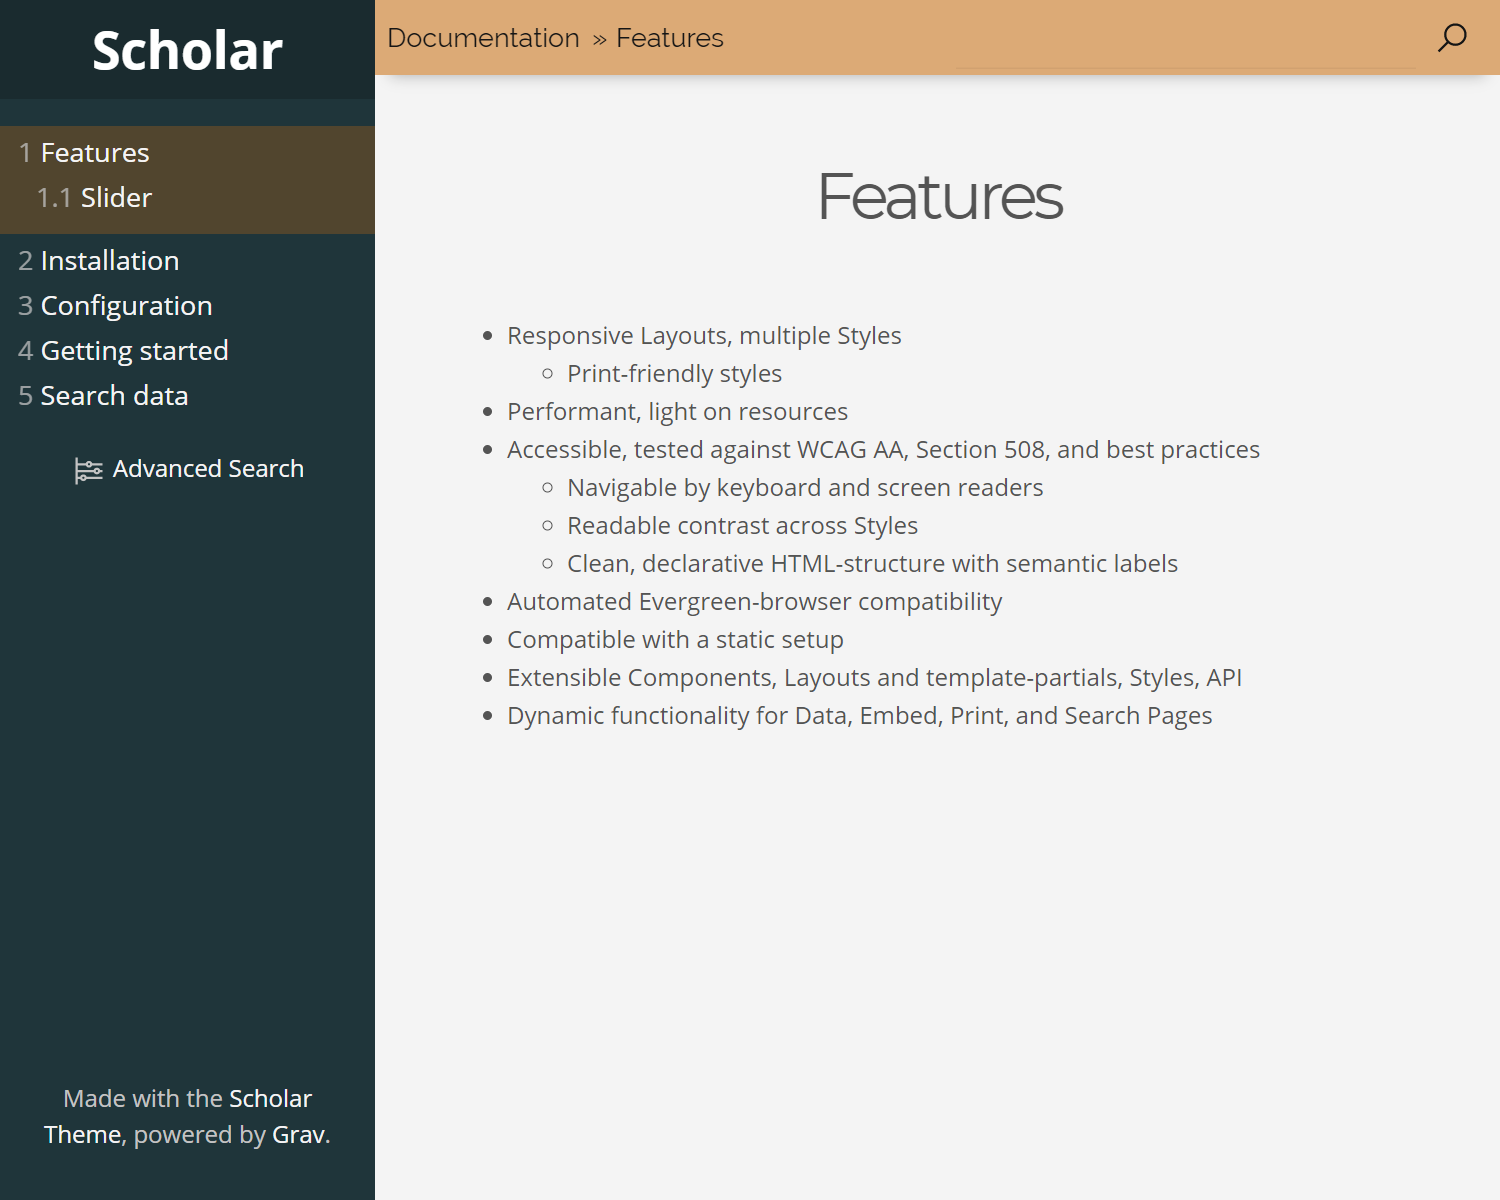 Scholar
1 Features
1.1 Slider
2 Installation
3 Configuration
4 Getting started
5 Search data
Advanced Search
Made with the Scholar
Theme, powered by Grav.
Documentation » Features
Features
Responsive Layouts, multiple Styles
Print-friendly styles
Performant, light on resources
Accessible, tested against WCAG AA, Section 508, and best practices
Navigable by keyboard and screen readers
Readable contrast across Styles
Clean, declarative HTML-structure with semantic labels
Automated Evergreen-browser compatibility
Compatible with a static setup
Extensible Components, Layouts and template-partials, Styles, API
Dynamic functionality for Data, Embed, Print, and Search Pages